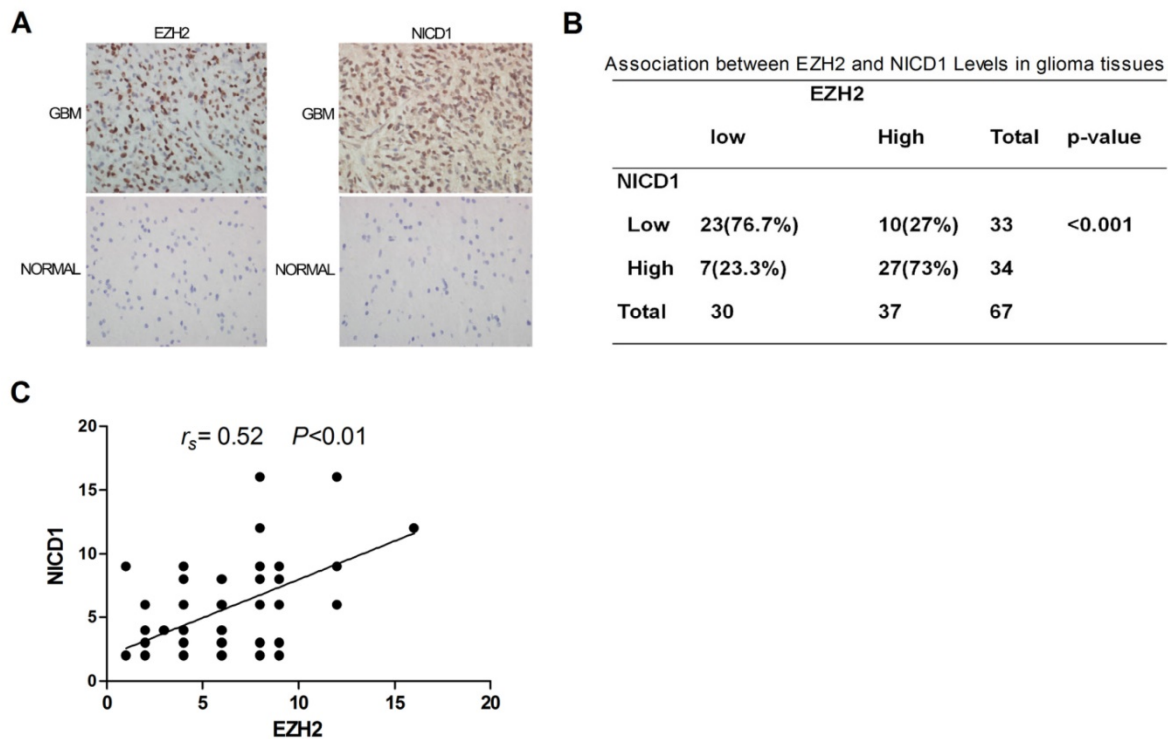 A
EZH2
NICD1
GBM
GBM
NORMAL
NORMAL
B
Association between EZH2 and NICD1 Levels in glioma tissues
EZH2
low High Total p-value
NICD1
Low 23(76.7%) 10(27%) 33 <0.001
High 7(23.3%) 27(73%) 34
Total 30 37 67
C
rs= 0.52 P<0.01
20
15
10
5
0
NICD1
0 5 10 15 20
EZH2